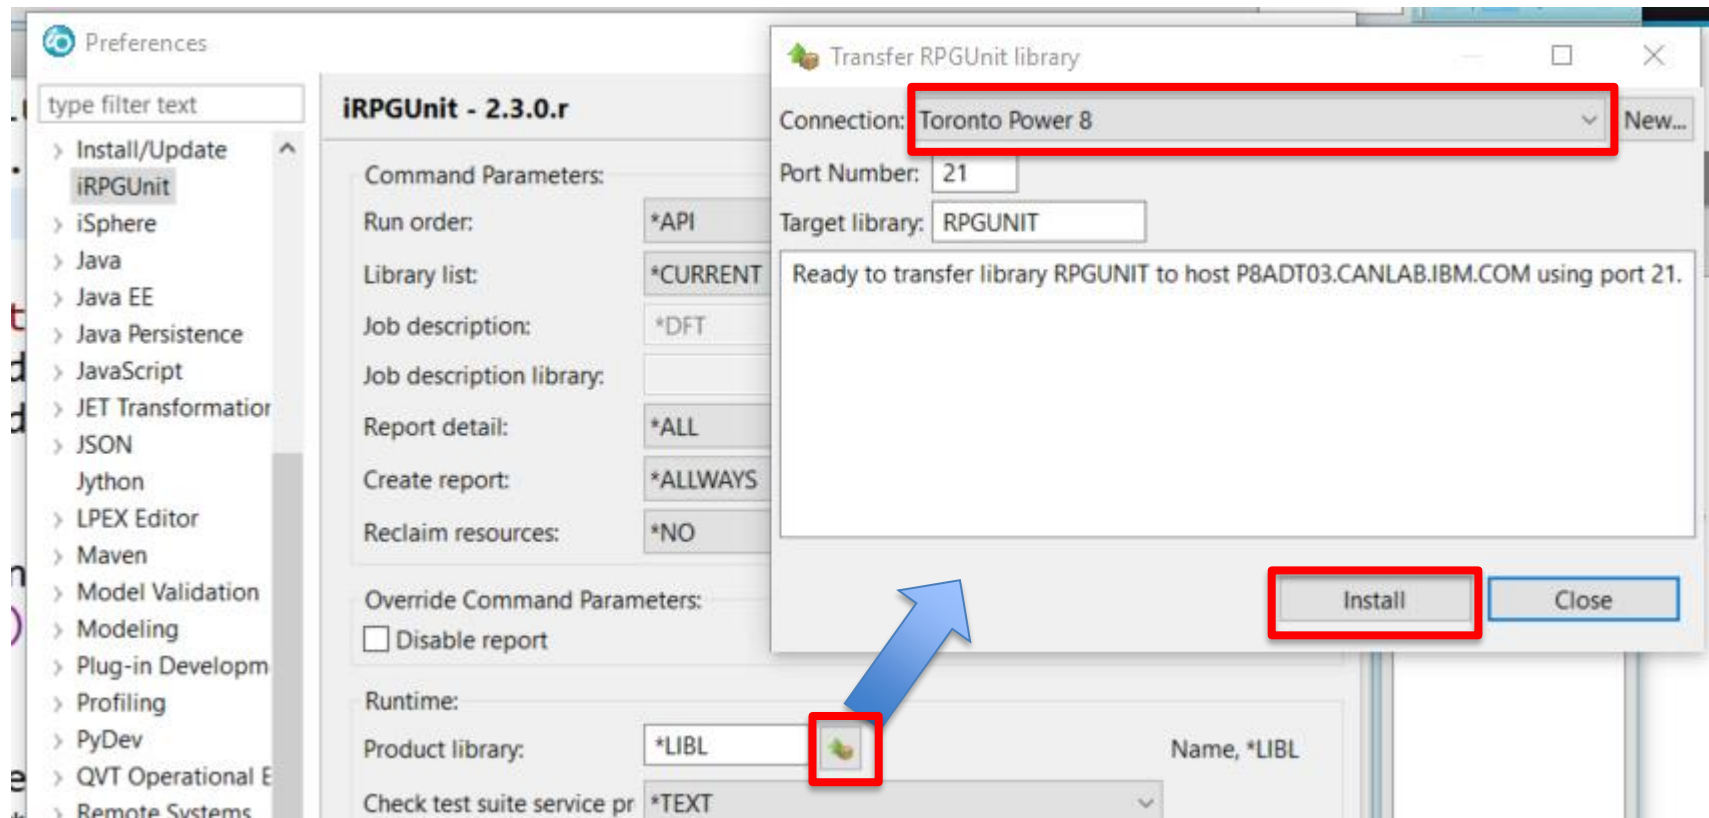 Preferences
type filter text
Install/Update
iRPGUnit
iSphere
Java
Java EE
Java Persistence
JavaScript
JET Transformation
JSON
Jython
LPEX Editor
Maven
Model Validation
Modeling
Plug-in Developm
Profiling
PyDev
QVT Operational E
Remote Systems
iRPGUnit - 2.3.0.r
Command Parameters:
Run order: *API
Library list: *CURRENT
Job description: *DFT
Job description library:
Report detail: *ALL
Create report: *ALLWAYS
Reclaim resources: *NO
Override Command Parameters:
Disable report
Runtime:
Product library: *LIBL Name, *LIBL
Check test suite service pr *TEXT
Transfer RPGUnit library
Connection: Toronto Power 8 New...
Port Number: 21
Target library: RPGUNIT
Ready to transfer library RPGUNIT to host P8ADT03.CANLAB.IBM.COM using port 21.
Install Close